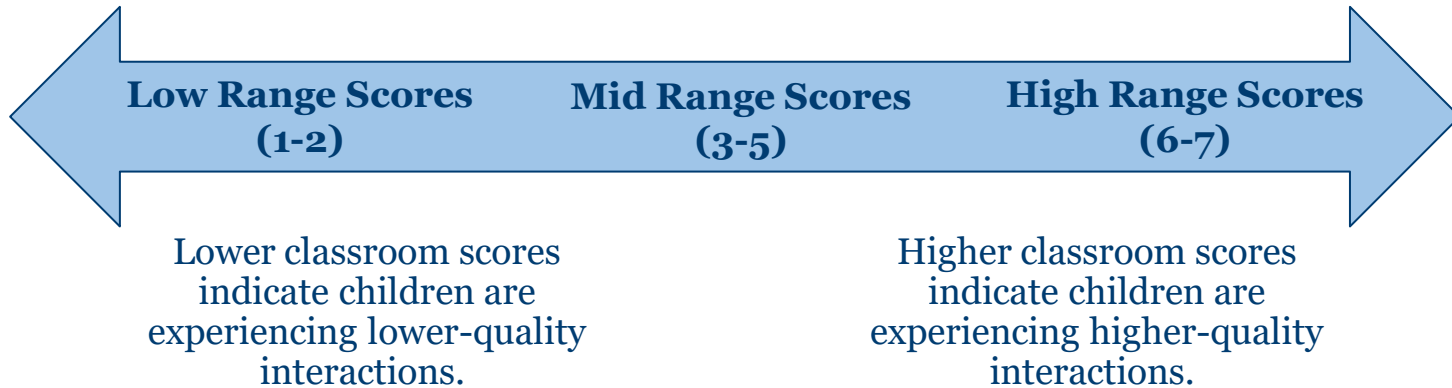 Low Range Scores
(1-2)
Mid Range Scores
(3-5)
High Range Scores
(6-7)
Lower classroom scores
indicate children are
experiencing lower-quality
interactions.
Higher classroom scores
indicate children are
experiencing higher-quality
interactions.